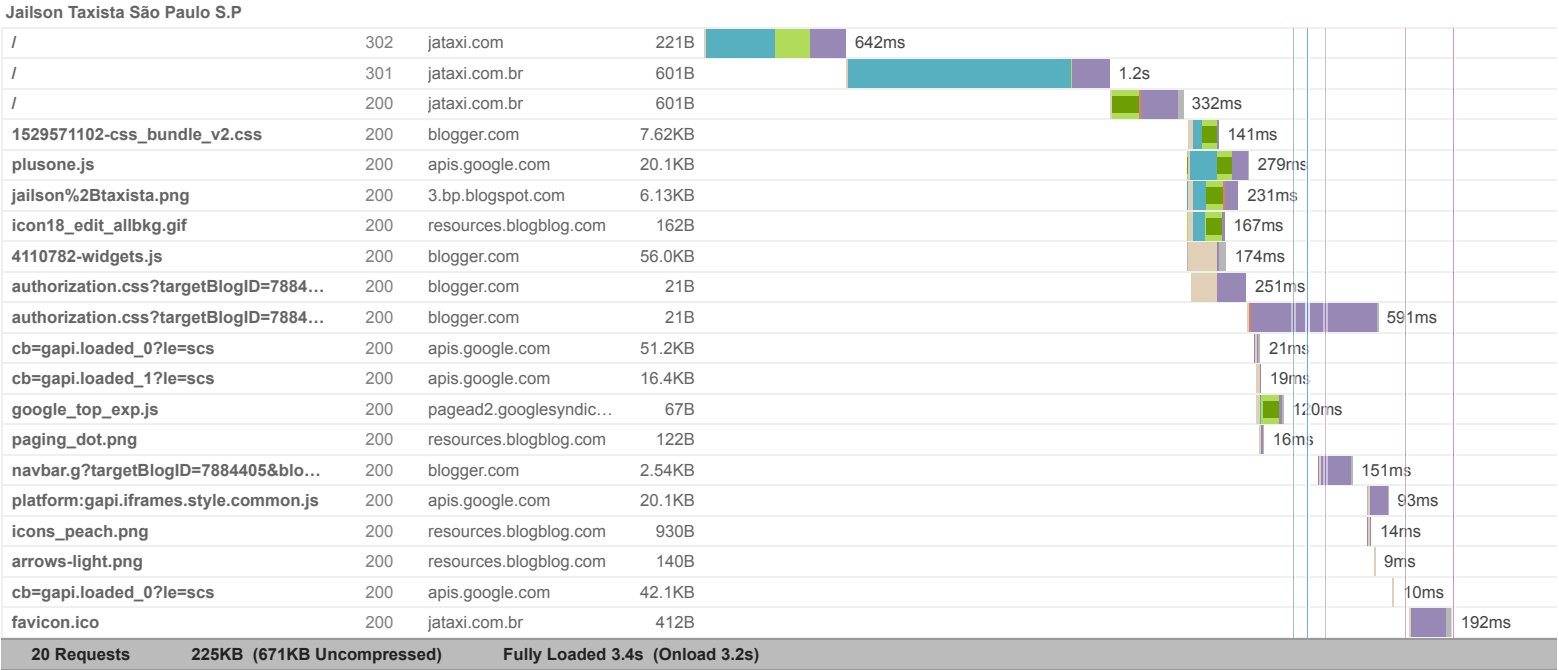 Jailson Taxista São Paulo S.P
/ 302 jataxi.com 221B 642ms
/ 301 jataxi.com.br 601B 1.2s
/ 200 jataxi.com.br 601B 332ms
1529571102-css_bundle_v2.css 200 blogger.com 7.62KB 141ms
plusone.js 200 apis.google.com 20.1KB 279ms
jailson%2Btaxista.png 200 3.bp.blogspot.com 6.13KB 231ms
icon18_edit_allbkg.gif 200 resources.blogblog.com 162B 167ms
4110782-widgets.js 200 blogger.com 56.0KB 174ms
authorization.css?targetBlogID=7884… 200 blogger.com 21B 251ms
authorization.css?targetBlogID=7884… 200 blogger.com 21B 591ms
cb=gapi.loaded_0?le=scs 200 apis.google.com 51.2KB 21ms
cb=gapi.loaded_1?le=scs 200 apis.google.com 16.4KB 19ms
google_top_exp.js 200 pagead2.googlesyndic… 67B 120ms
paging_dot.png 200 resources.blogblog.com 122B 16ms
navbar.g?targetBlogID=7884405&blo… 200 blogger.com 2.54KB 151ms
platform:gapi.iframes.style.common.js 200 apis.google.com 20.1KB 93ms
icons_peach.png 200 resources.blogblog.com 930B 14ms
arrows-light.png 200 resources.blogblog.com 140B 9ms
cb=gapi.loaded_0?le=scs 200 apis.google.com 42.1KB 10ms
favicon.ico 200 jataxi.com.br 412B 192ms
20 Requests 225KB (671KB Uncompressed) Fully Loaded 3.4s (Onload 3.2s)